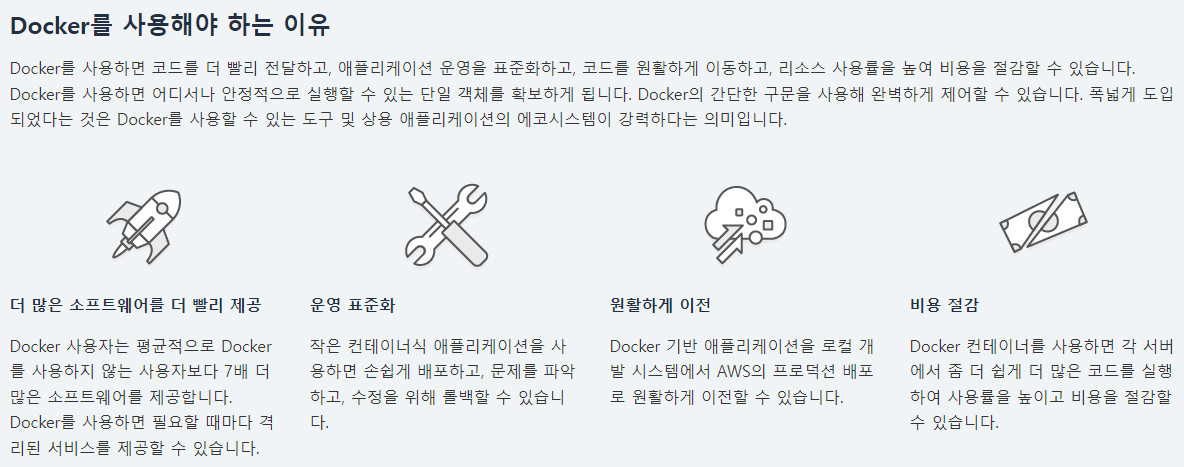 Docker를 사용해야 하는 이유
Docker를 사용하면 코드를 더 빨리 전달하고, 애플리케이션 운영을 표준화하고, 코드를 원활하게 이동하고, 리소스 사용률을 높여 비용을 절감할 수 있습니다.
Docker를 사용하면 어디서나 안정적으로 실행할 수 있는 단일 객체를 확보하게 됩니다. Docker의 간단한 구문을 사용해 완벽하게 제어할 수 있습니다. 폭넓게 도입
되었다는 것은 Docker를 사용할 수 있는 도구 및 상용 애플리케이션의 에코시스템이 강력하다는 의미입니다.
더 많은 소프트웨어를 더 빨리 제공
Docker 사용자는 평균적으로 Docker
를 사용하지 않는 사용자보다 7배 더
많은 소프트웨어를 제공합니다.
Docker를 사용하면 필요할 때마다 격
리된 서비스를 제공할 수 있습니다.
운영 표준화
작은 컨테이너식 애플리케이션을 사
용하면 손쉽게 배포하고, 문제를 파악
하고, 수정을 위해 롤백할 수 있습니
다.
원활하게 이전
Docker 기반 애플리케이션을 로컬 개
발 시스템에서 AWS의 프로덕션 배포
로 원활하게 이전할 수 있습니다.
비용 절감
Docker 컨테이너를 사용하면 각 서버
에서 좀 더 쉽게 더 많은 코드를 실행
하여 사용률을 높이고 비용을 절감할
수 있습니다.